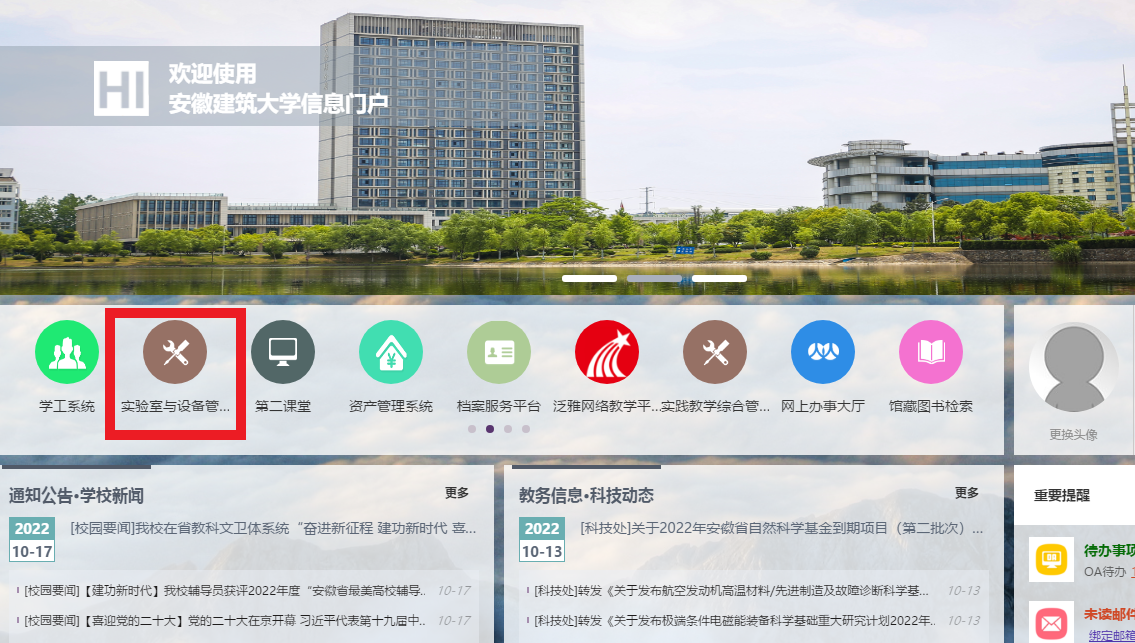 HI
欢迎使用
安徽建筑大学信息门户
学工系统
实验室与设备管...
第二课堂
资产管理系统
档案服务平台
泛雅网络教学平...
实践教学综合管...
网上办事大厅
馆藏图书检索
更换头像
通知公告•学校新闻
更多
2022
10-17
[校园要闻]我校在省教科文卫体系统“奋进新征程 建功新时代 喜...
[校园要闻]【建功新时代】我校辅导员获评2022年度“安徽省最美高校辅导..
10-17
[校园要闻]【喜迎党的二十大】党的二十大在京开幕 习近平代表第十九届中..
10-17
教务信息•科技动态
更多
2022
10-13
[科技处]关于2022年安徽省自然科学基金到期项目（第二批次）...
[科技处]转发《关于发布航空发动机高温材料/先进制造及故障诊断科学基...
10-13
[科技处]转发《关于发布极端条件电磁能装备科学基础重大研究计划2022年..
10-13
重要提醒
待办事项
OA待办
未读邮件
绑定邮箱